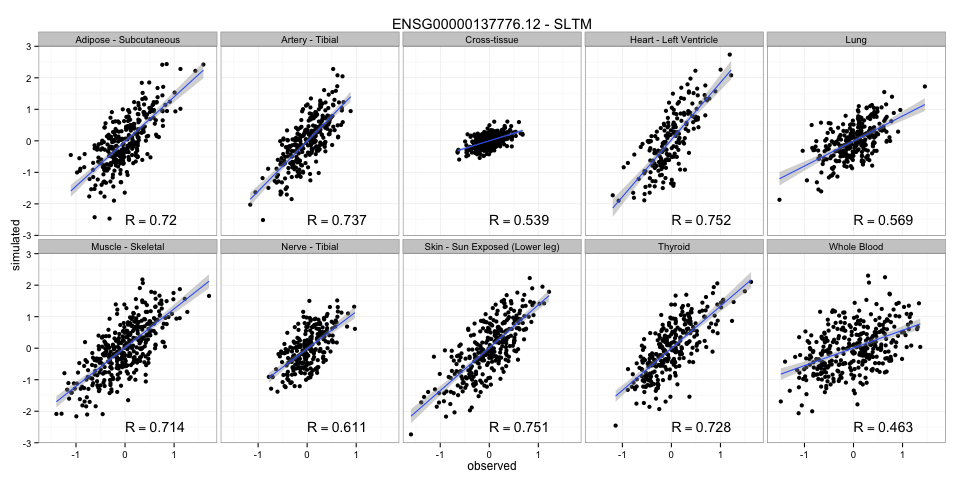 ENSG00000137776.12 - SLTM
Adipose - Subcutaneous
Artery - Tibial
Cross-tissue
Heart - Left Ventricle
Lung
3
2
1
0
-1
-2
-3
R = 0.72
R = 0.737
R = 0.539
R = 0.752
R = 0.569
simulated
Muscle - Skeletal
Nerve - Tibial
Skin - Sun Exposed (Lower leg)
Thyroid
Whole Blood
3
2
1
0
-1
-2
-3
R = 0.714
R = 0.611
R = 0.751
R = 0.728
R = 0.463
-1 0 1 -1 0 1 -1 0 1 -1 0 1 -1 0 1
observed